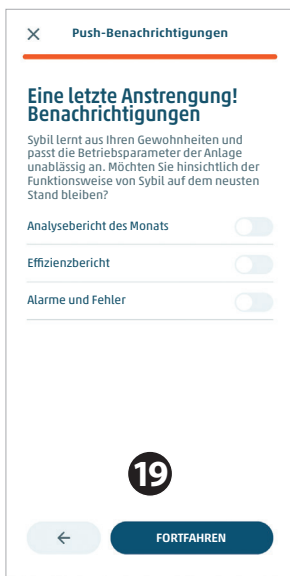 Push-Benachrichtigungen
Eine letzte Anstrengung!
Benachrichtigungen
Sybil lernt aus Ihren Gewohnheiten und
passt die Betriebsparameter der Anlage
unablässig an. Möchten Sie hinsichtlich der
Funktionsweise von Sybil auf dem neusten
Stand bleiben?
Analysebericht des Monats
Effizienzbericht
Alarme und Fehler
19
FORTFAHREN